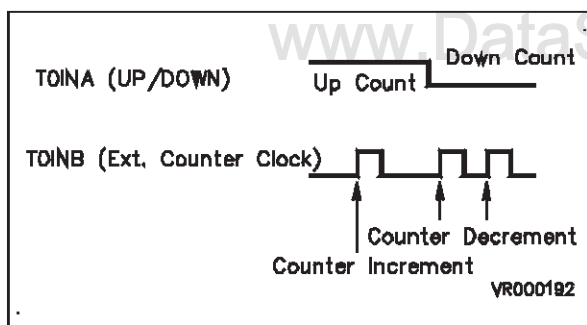 www.DataS
Down Count
TOINA (UP/DOWN)
Up Count
TOINB (Ext. Counter Clock)
Counter Decrement
Counter Increment
VR000192